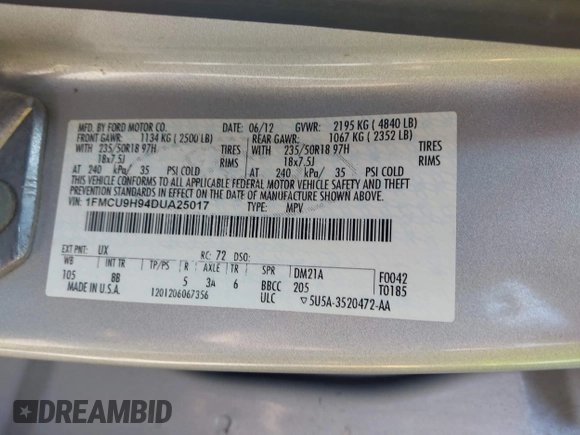 MFD. BY FORD MOTOR CO. 06/12 GVWR: 2195 KG ( 4840 LB)
FRONT GAWR: 1134 KG ( 2500 LB) REAR GAWR: 1067 KG ( 2352 LB)
WITH 235/50R18 97H TIRES WITH 235/50R18 97H TIRES
18x7.5J RIMS 18x7.5J RIMS
AT 240 kPa/ 35 PSI COLD AT 240 kPa/ 35 PSI COLD
THIS VEHICLE CONFORMS TO ALL APPLICABLE FEDERAL MOTOR VEHICLE SAFETY AND THEFT
PREVENTION STANDARDS IN EFFECT ON THE DATE OF MANUFACTURE SHOWN ABOVE.
VIN: 1FMCU9H94DUA25017 TYPE: MPV
EXT PNT: UX RC: 72 DSO: F0042
WB INT TR TP/PS R AXLE TR SPR DM21A T0185
105 BB 5 3A 6 BBCC 205
MADE IN U.S.A. 1201206067356 ULC ▽5U5A-3520472-AA
DREAMBID